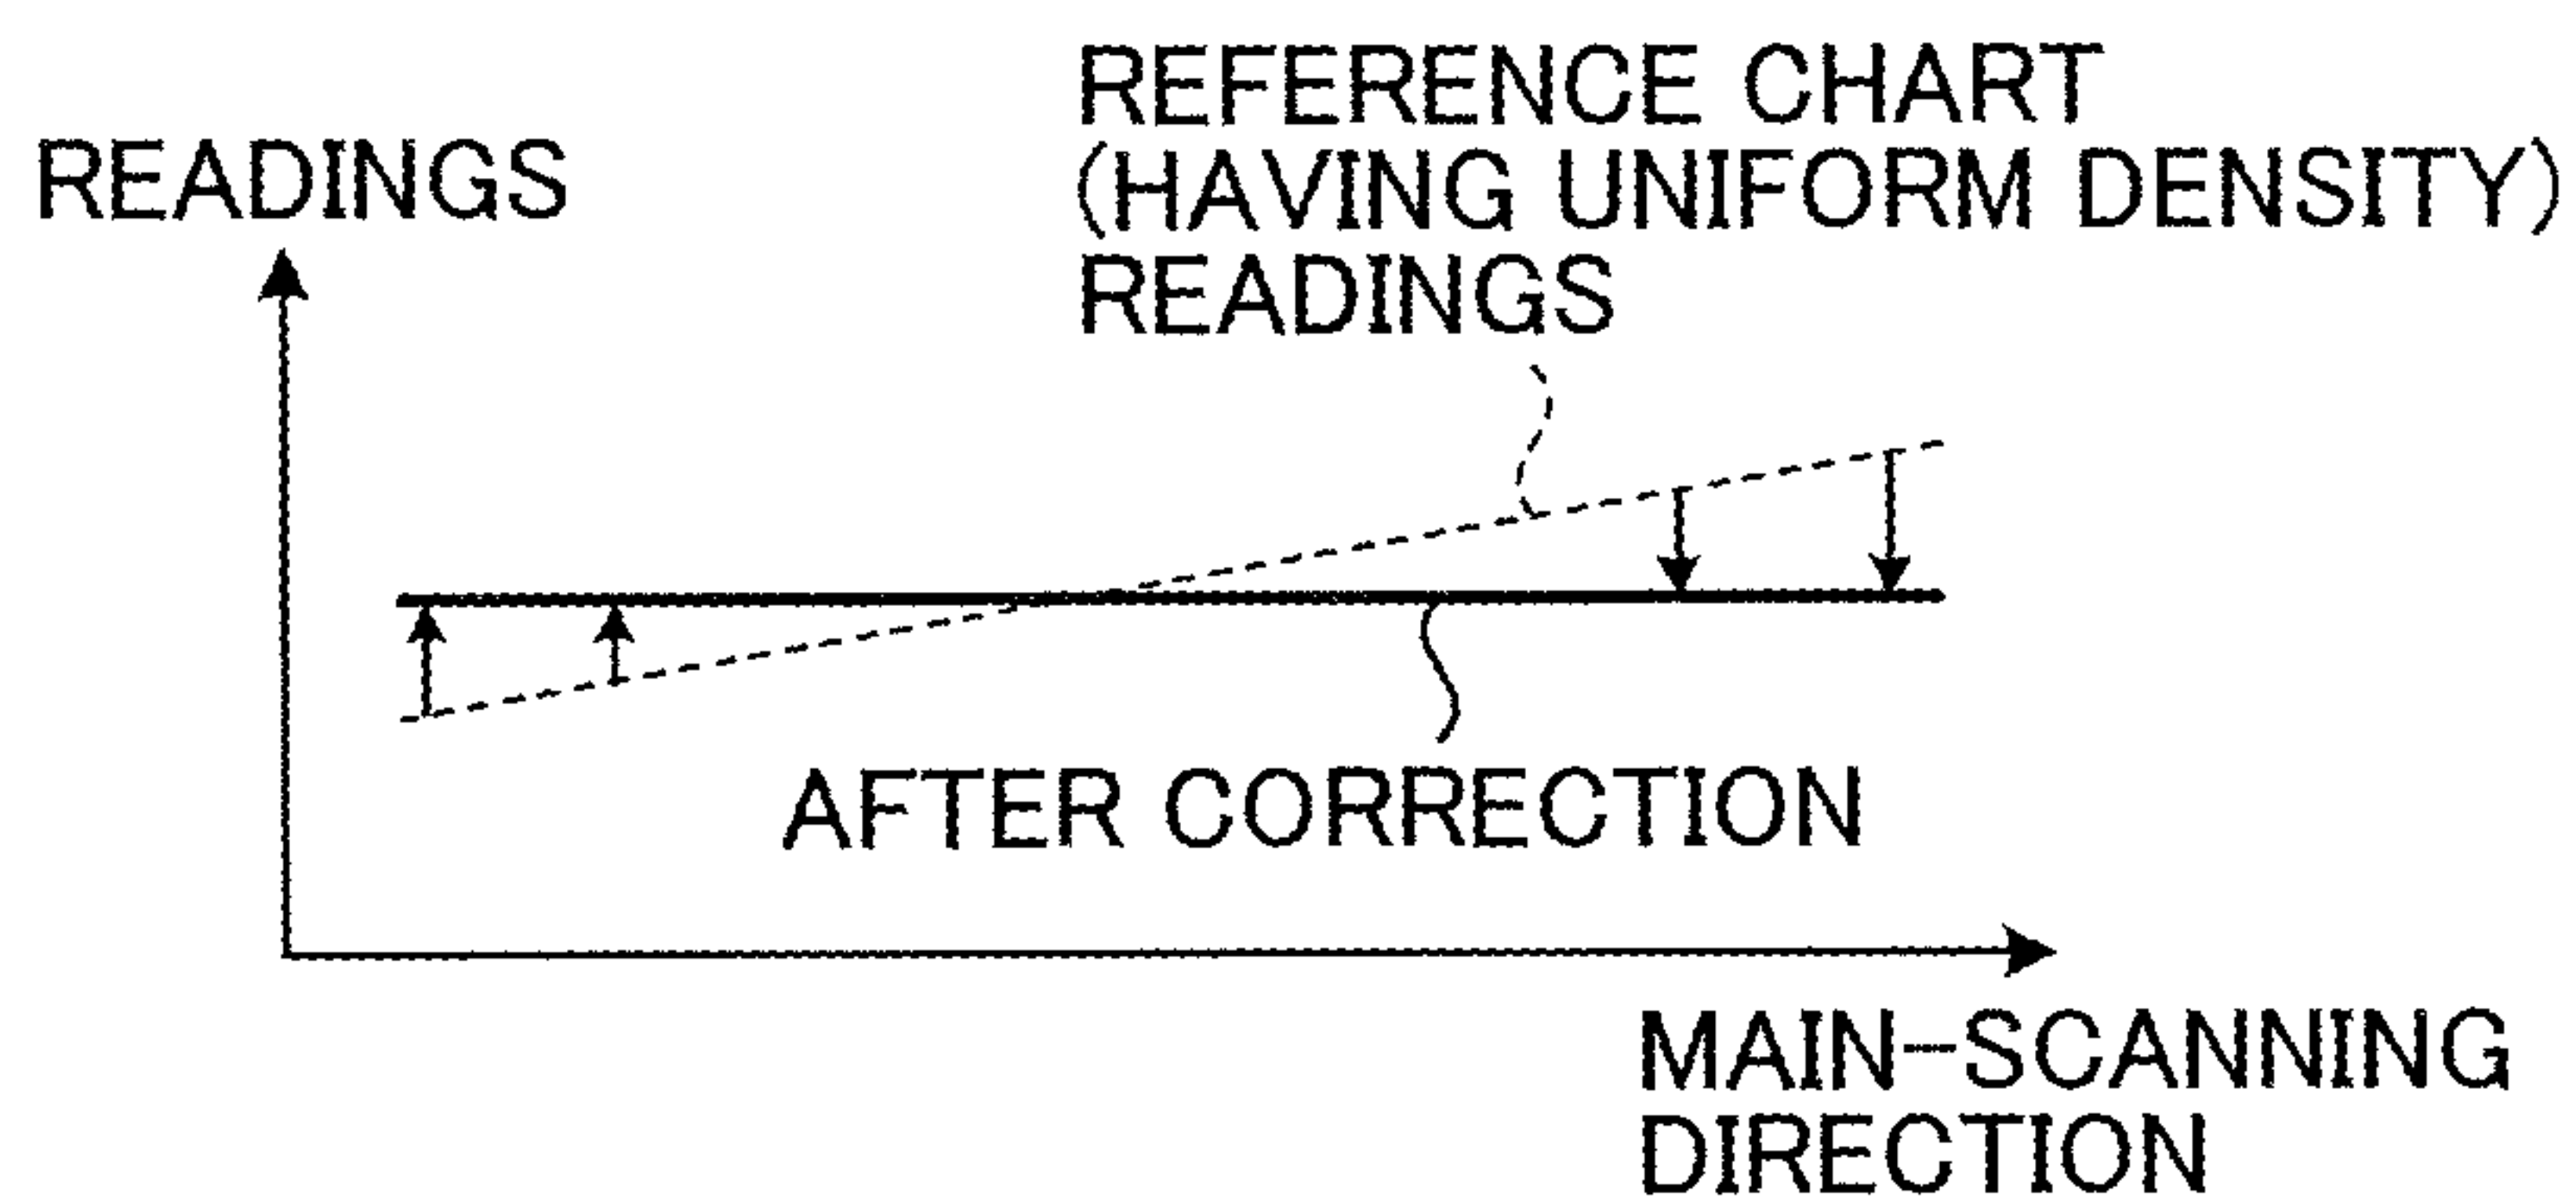 READINGS
REFERENCE CHART
(HAVING UNIFORM DENSITY)
READINGS
AFTER CORRECTION
MAIN-SCANNING
DIRECTION